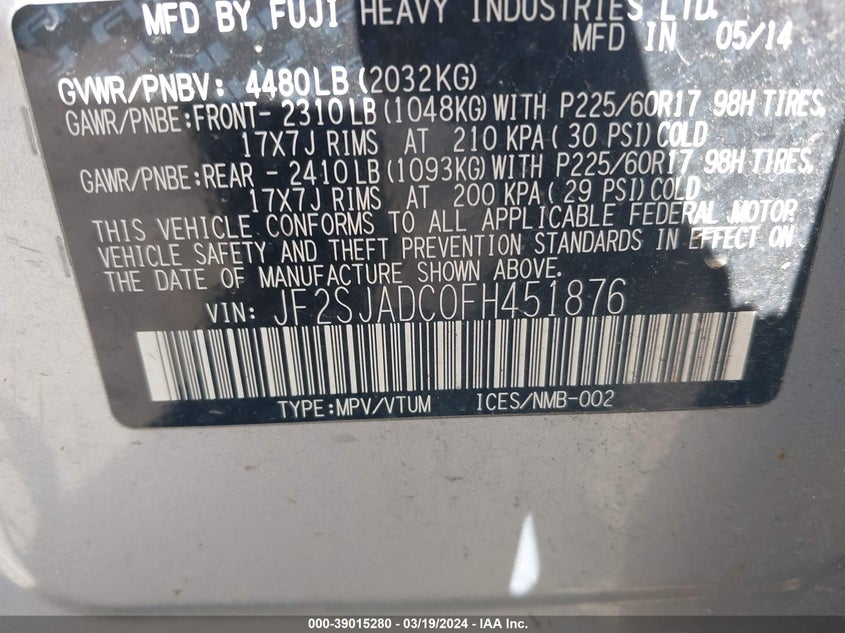 MFD BY FUJI HEAVY INDUSTRIES LTD.
MFD IN 05/14
GVWR/PNBV: 4480LB(2032KG)
GAWR/PNBE:FRONT- 2310LB(1048KG)WITH P225/60R17 98H TIRES,
17X7J RIMS AT 210 KPA(30 PSI)COLD
GAWR/PNBE:REAR - 2410LB(1093KG)WITH P225/60R17 98H TIRES,
17X7J RIMS AT 200 KPA(29 PSI)COLD
THIS VEHICLE CONFORMS TO ALL APPLICABLE FEDERAL MOTOR
VEHICLE SAFETY AND THEFT PREVENTION STANDARDS IN EFFECT ON
THE DATE OF MANUFACTURE SHOWN ABOVE.
VIN: JF2SJADC0FH451876
TYPE:MPV/VTUM ICES/NMB-002
000-39015280 - 03/19/2024 - IAA, Inc.